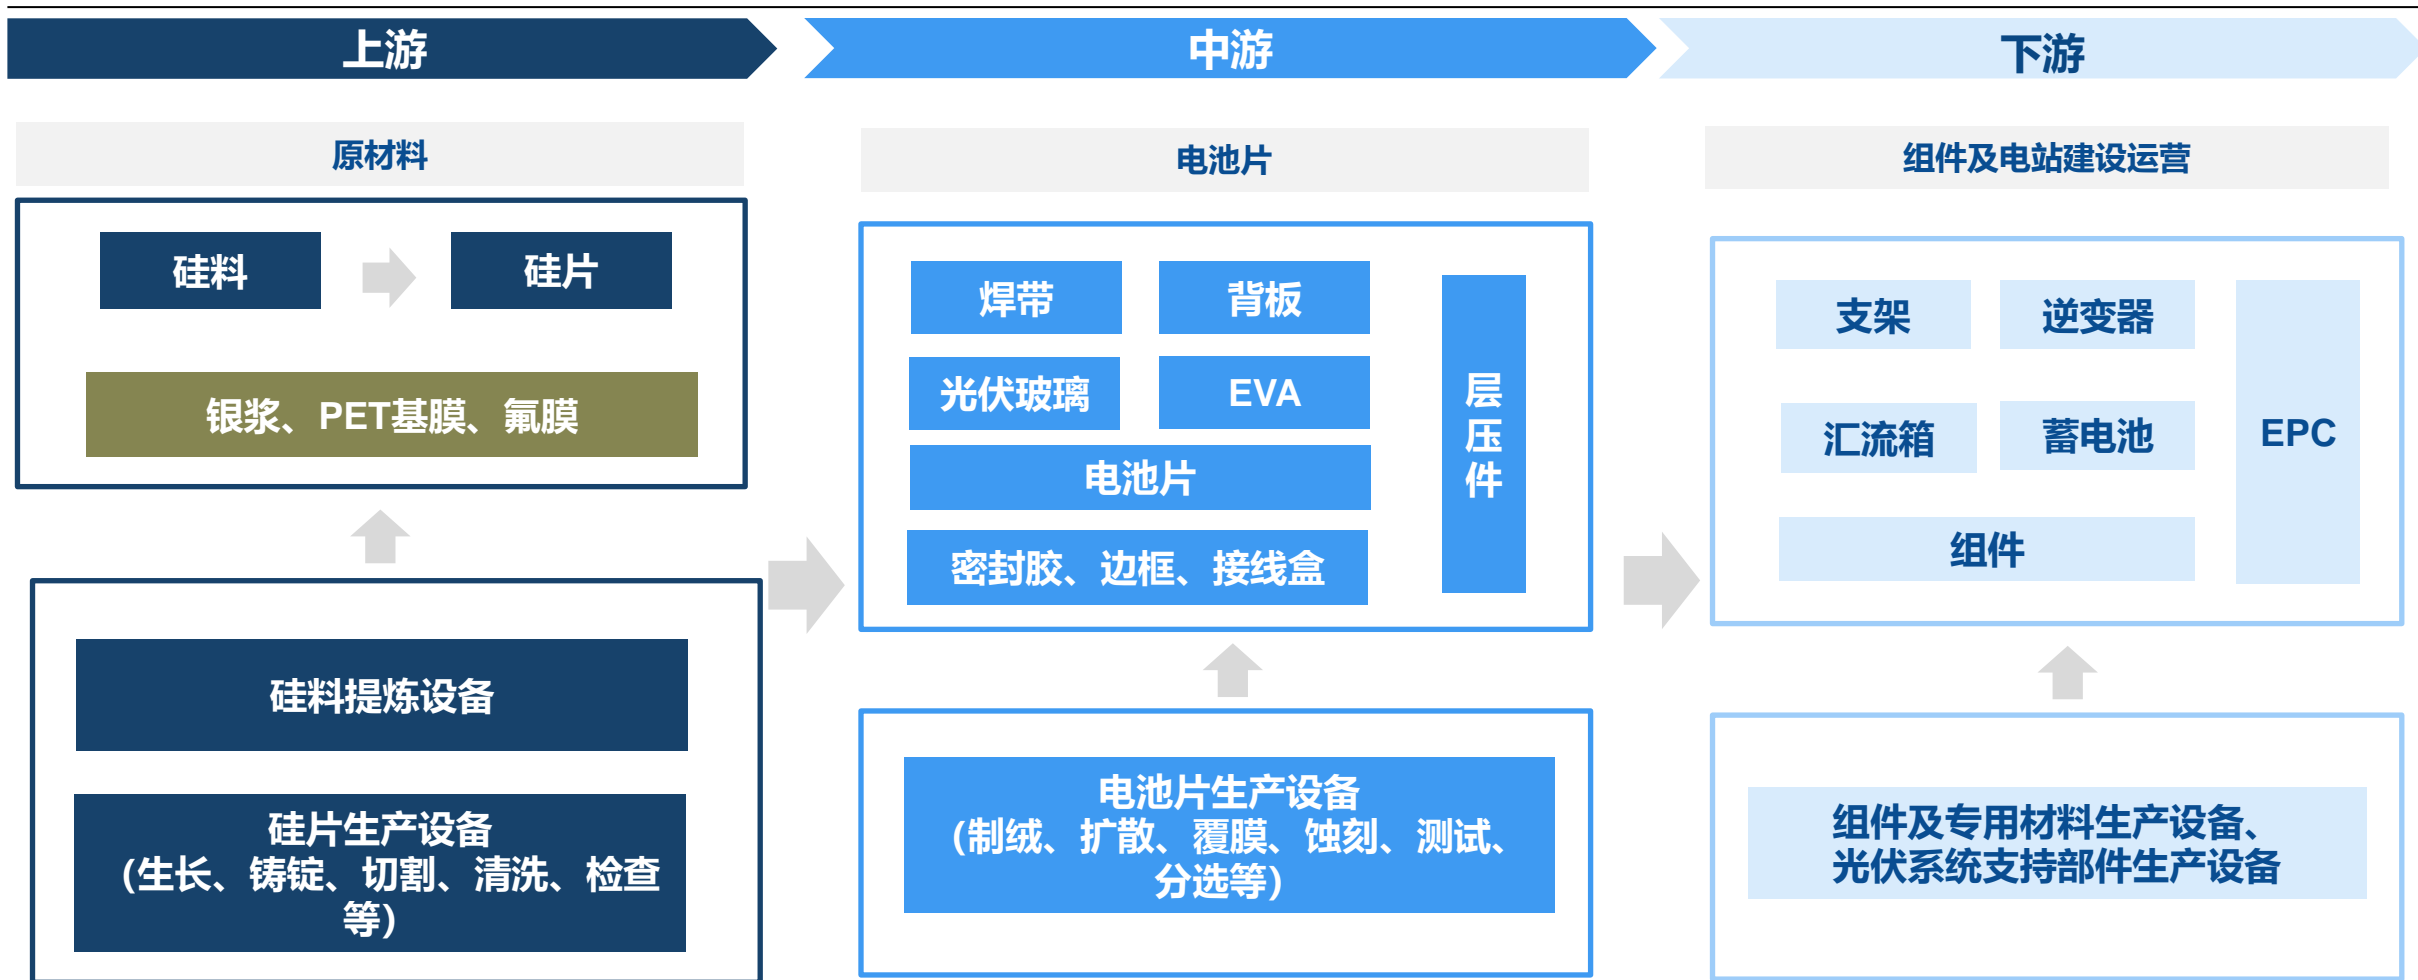 上游
中游
下游
原材料
硅料
硅片
银浆、PET基膜、氟膜
硅料提炼设备
硅片生产设备
（生长、铸锭、切割、清洗、检查
等）
电池片
焊带
背板
光伏玻璃
EVA
电池片
密封胶、边框、接线盒
层
压
件
电池片生产设备
（制绒、扩散、覆膜、蚀刻、测试、
分选等）
组件及电站建设运营
支架
逆变器
汇流箱
蓄电池
组件
EPC
组件及专用材料生产设备、
光伏系统支持部件生产设备